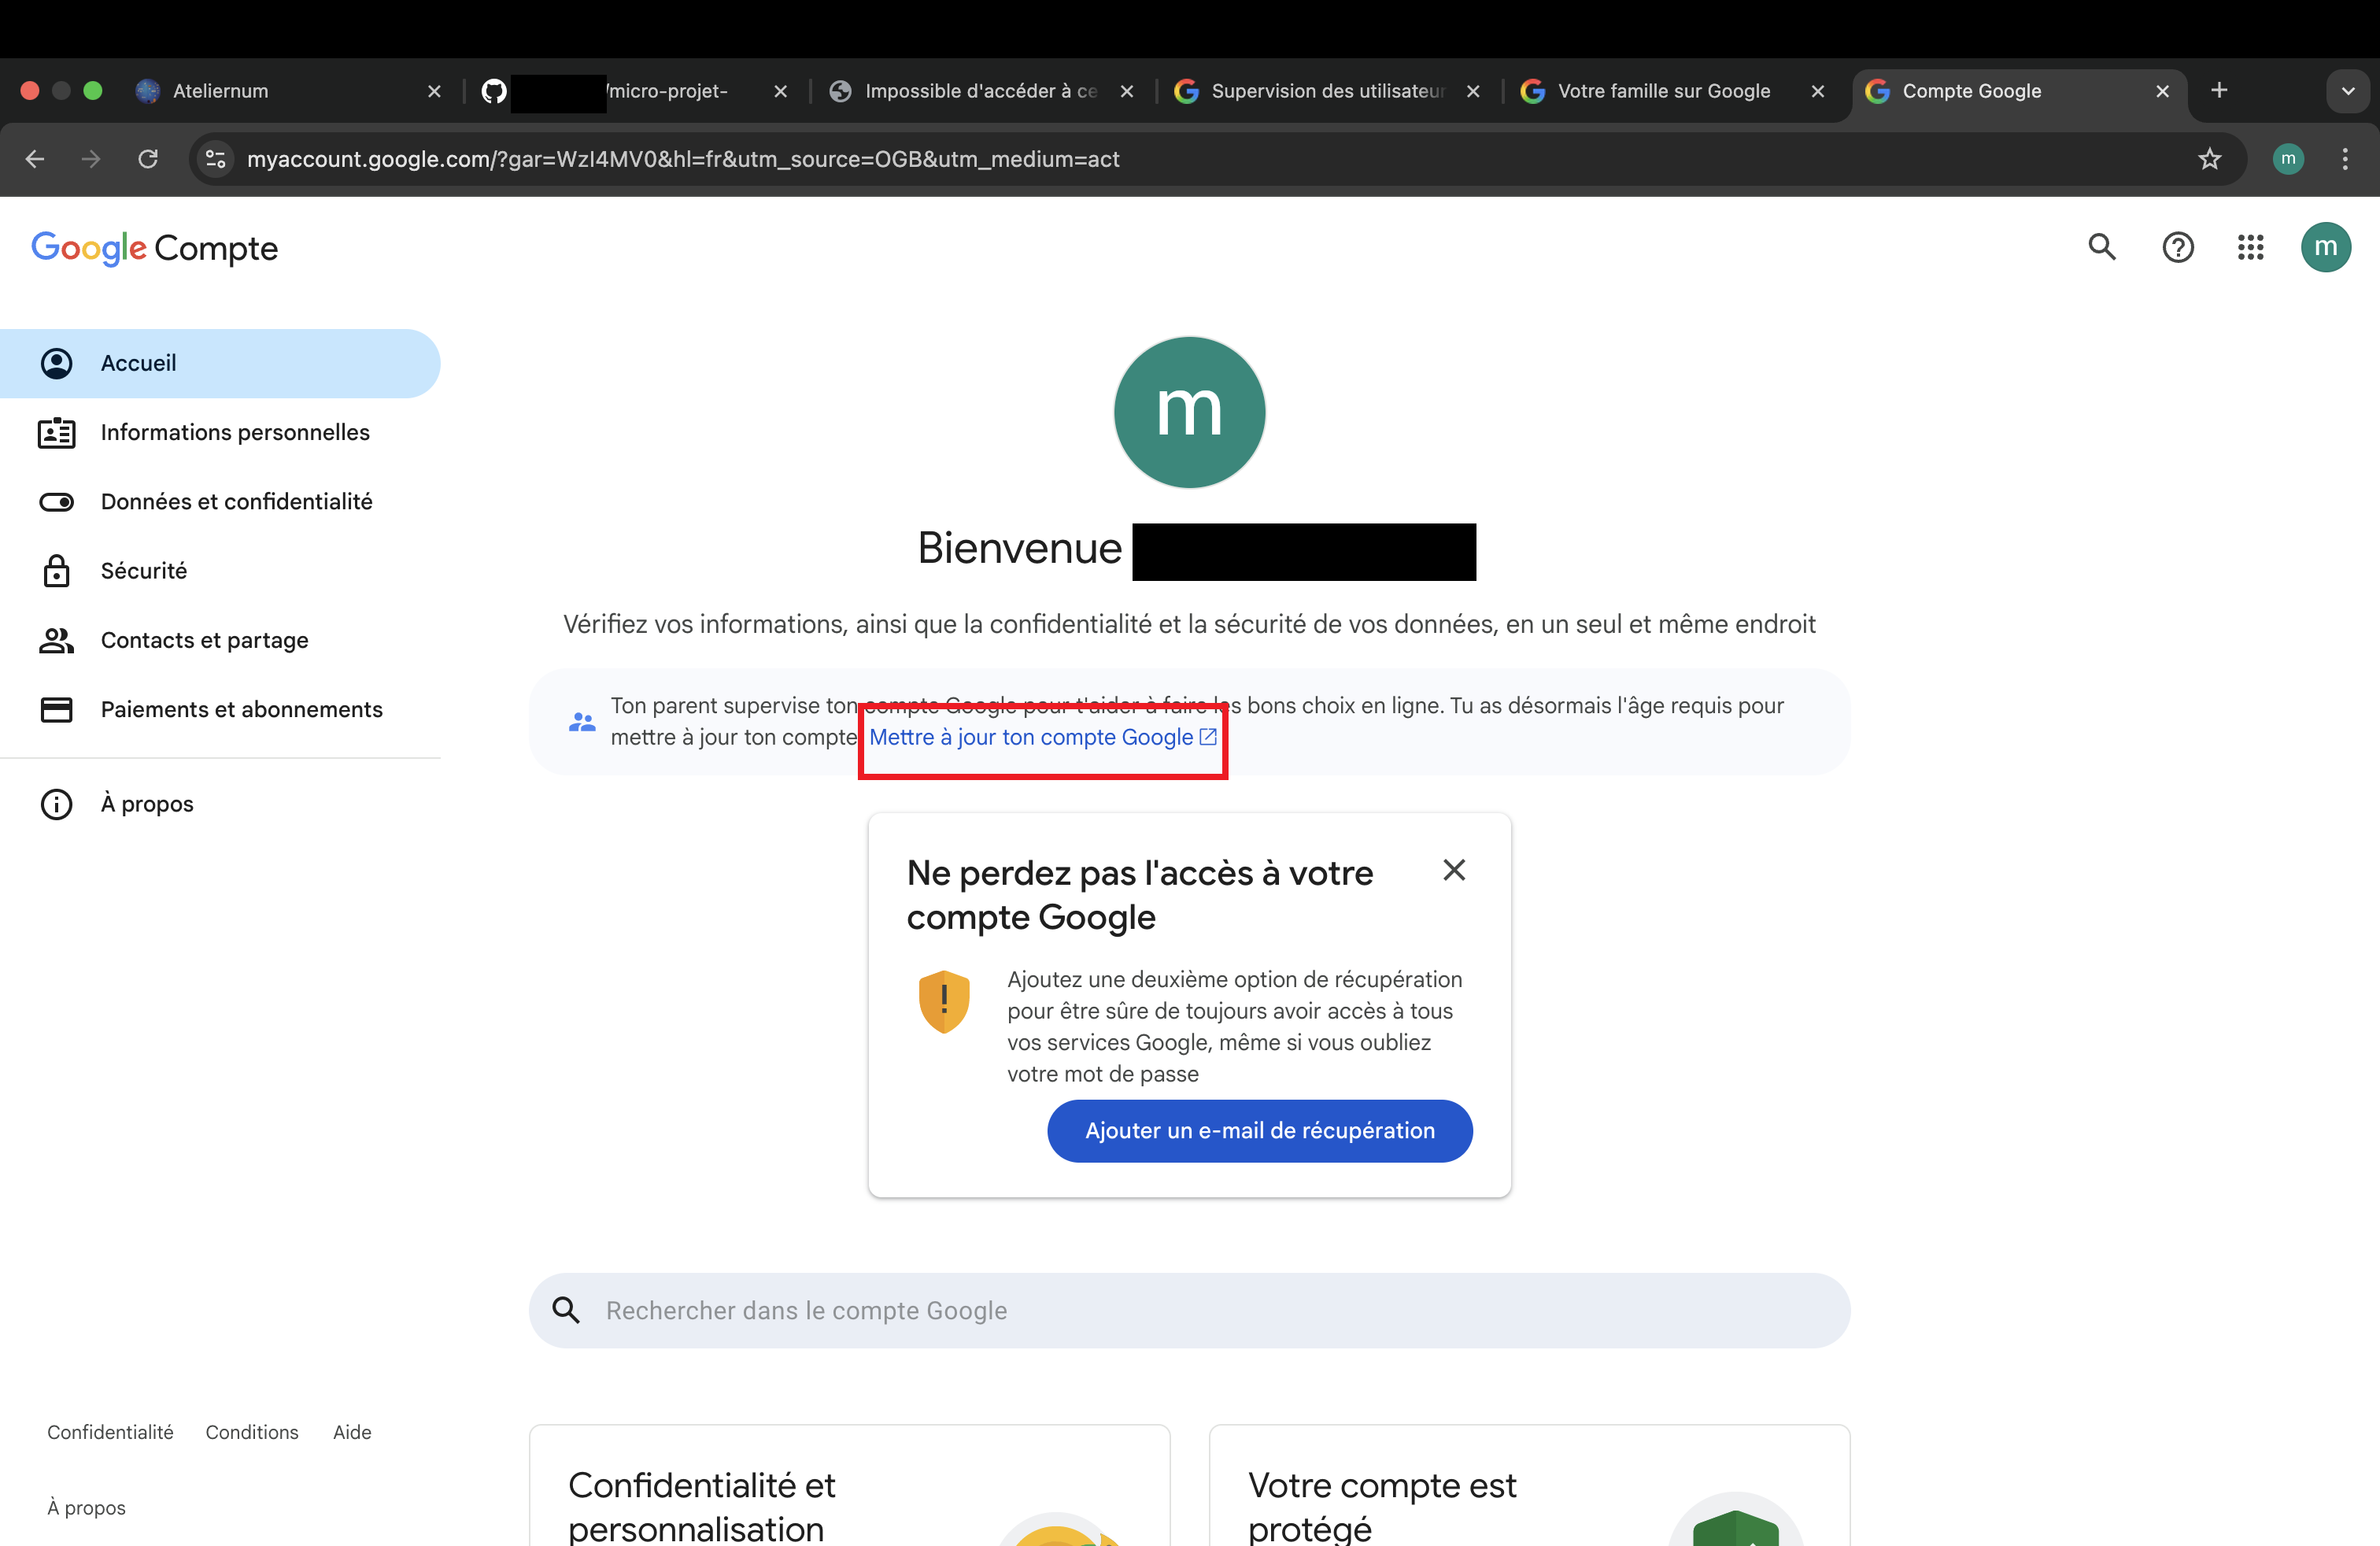 Ateliernum
/micro-projet-
Impossible d'accéder à ce
Supervision des utilisateur
Votre famille sur Google
Compte Google
myaccount.google.com/?gar=WzI4MV0&hl=fr&utm_source=OGB&utm_medium=act
m
Google Compte
m
Accueil
Informations personnelles
Données et confidentialité
Sécurité
Contacts et partage
Paiements et abonnements
À propos
m
Bienvenue
Vérifiez vos informations, ainsi que la confidentialité et la sécurité de vos données, en un seul et même endroit
Ton parent supervise ton compte Google pour t'aider à faire les bons choix en ligne. Tu as désormais l'âge requis pour
mettre à jour ton compte Mettre à jour ton compte Google
Ne perdez pas l'accès à votre
compte Google
Ajoutez une deuxième option de récupération
pour être sûre de toujours avoir accès à tous
vos services Google, même si vous oubliez
votre mot de passe
Ajouter un e-mail de récupération
Rechercher dans le compte Google
Confidentialité et
personnalisation
Votre compte est
protégé
Confidentialité Conditions Aide
À propos